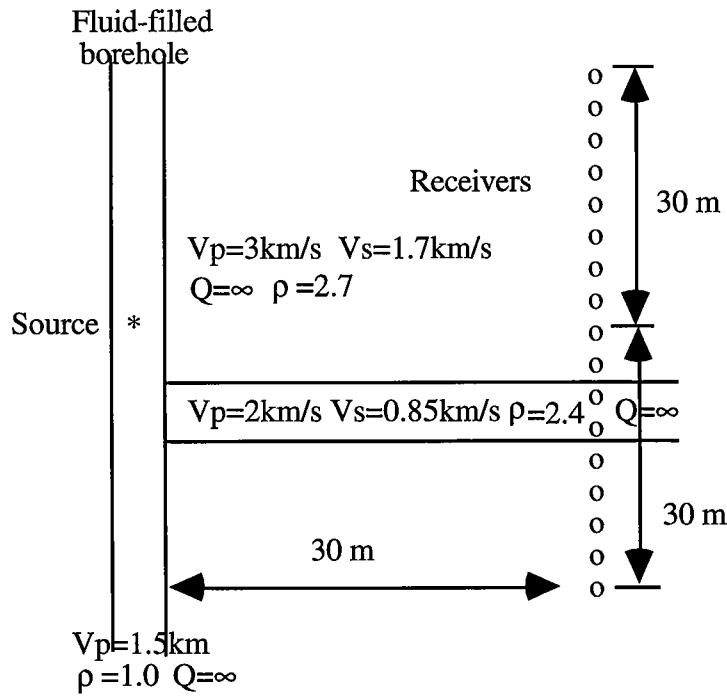 Fluid-filled
borehole
Receivers
30 m
Vp=3km/s Vs=1.7km/s
Q=∞ ρ=2.7
Source *
Vp=2km/s Vs=0.85km/s ρ=2.4 Q=∞
30 m
30 m
Vp=1.5km
ρ=1.0 Q=∞